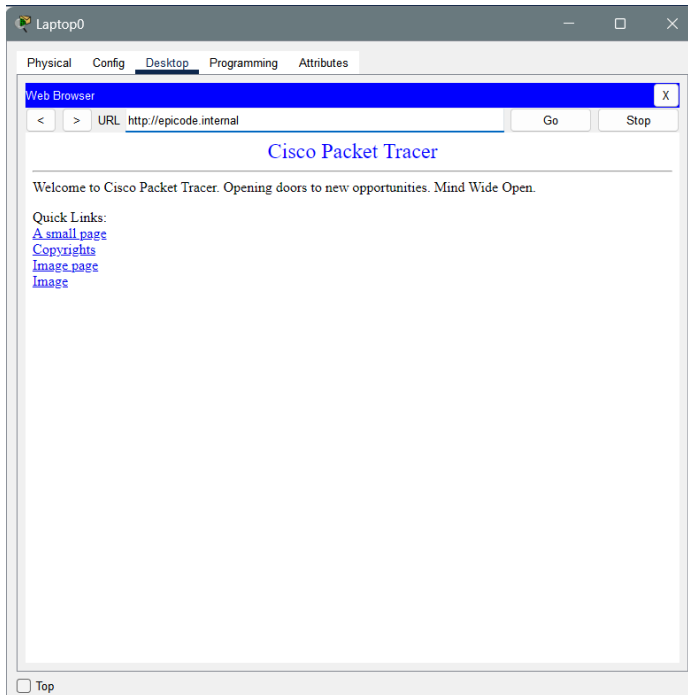 Laptop0
Physical Config Desktop Programming Attributes
Web Browser X
< > URL http://epicode.internal Go Stop
Cisco Packet Tracer
Welcome to Cisco Packet Tracer. Opening doors to new opportunities. Mind Wide Open.
Quick Links:
A small page
Copyrights
Image page
Image
Top